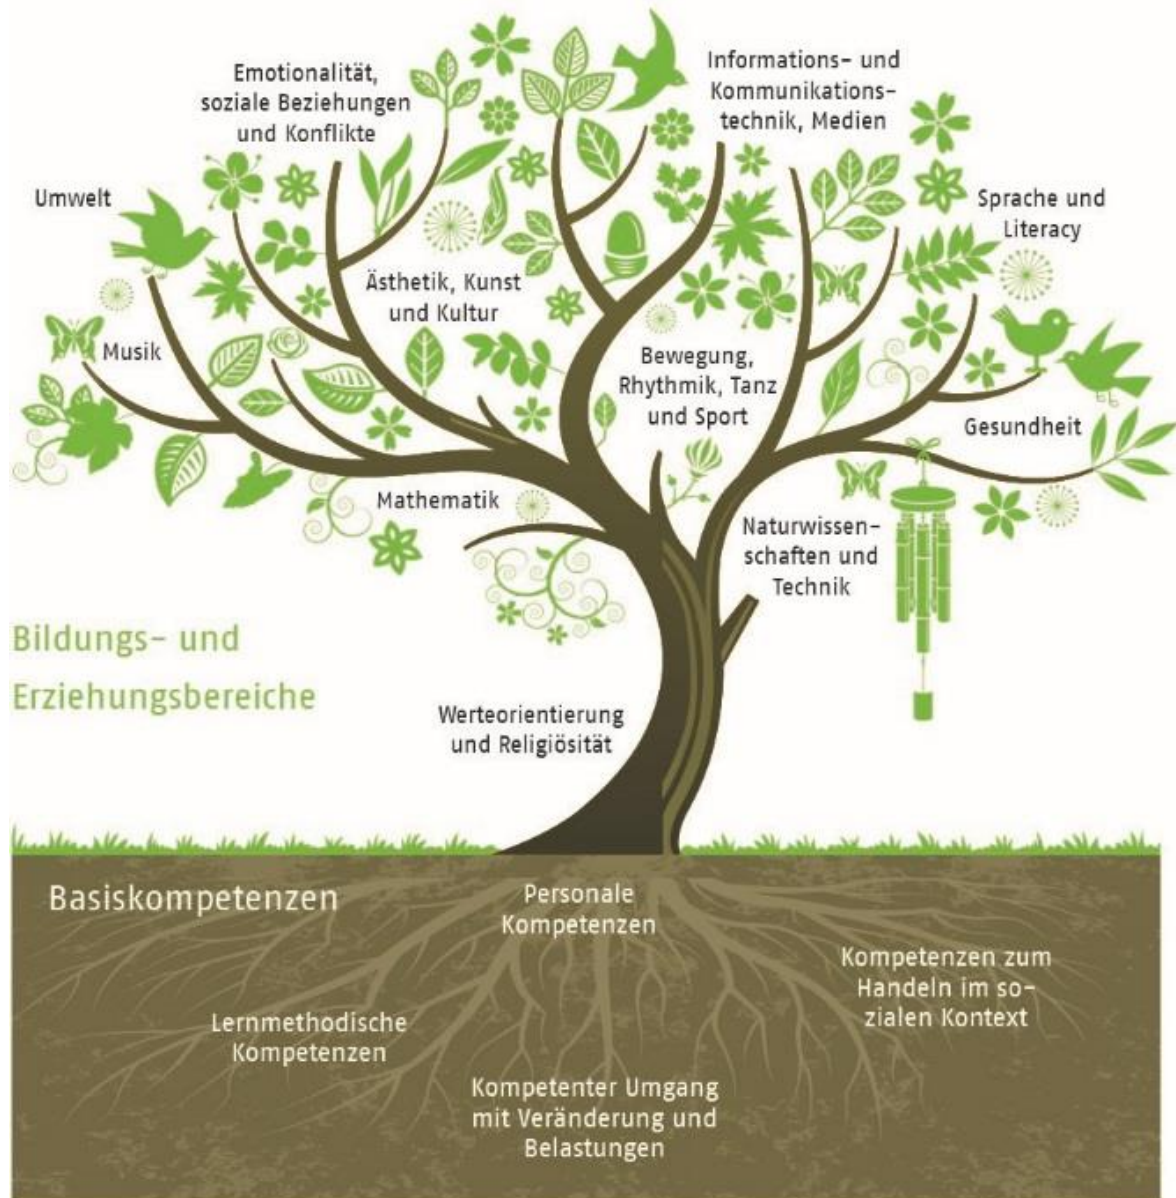 Emotionalität,
soziale Beziehungen
und Konflikte
Informations- und
Kommunikations-
technik, Medien
Umwelt
Sprache und
Literacy
Ästhetik, Kunst
und Kultur
Musik
Bewegung,
Rhythmik, Tanz
und Sport
Gesundheit
Mathematik
Naturwissen-
schaften und
Technik
Bildungs- und
Erziehungsbereiche
Werteorientierung
und Religiösität
Basiskompetenzen
Personale
Kompetenzen
Kompetenzen zum
Handeln im so-
zialen Kontext
Lernmethodische
Kompetenzen
Kompetenter Umgang
mit Veränderung und
Belastungen